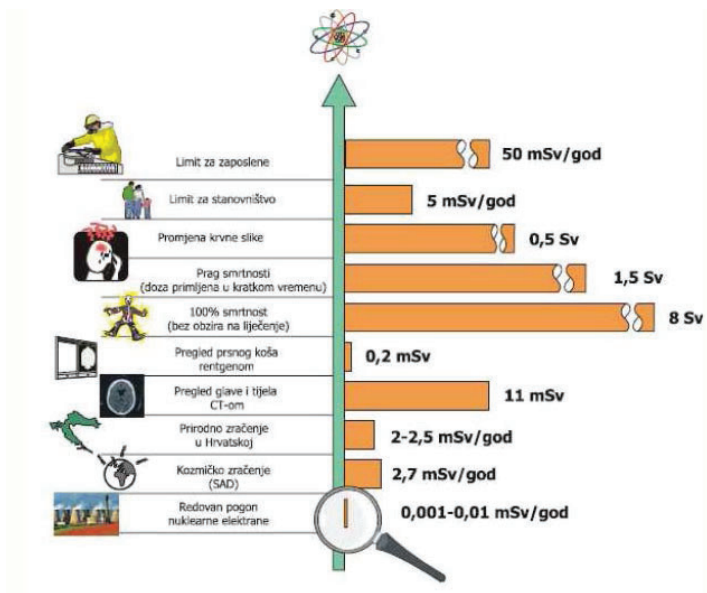 Limit za zaposlene
50 mSv/god
Limit za stanovništvo
5 mSv/god
Promjena krvne slike
0,5 Sv
Prag smrtnosti
(doza primljena u kratkom vremenu)
1,5 Sv
100% smrtnost
(bez obzira na liječenje)
8 Sv
Pregled prsnog koša
rentgenom
0,2 mSv
Pregled glave i tijela
CT-om
11 mSv
Prirodno zračenje
u Hrvatskoj
2-2,5 mSv/god
Kozmičko zračenje
(SAD)
2,7 mSv/god
Redovan pogon
nuklearne elektrane
0,001-0,01 mSv/god